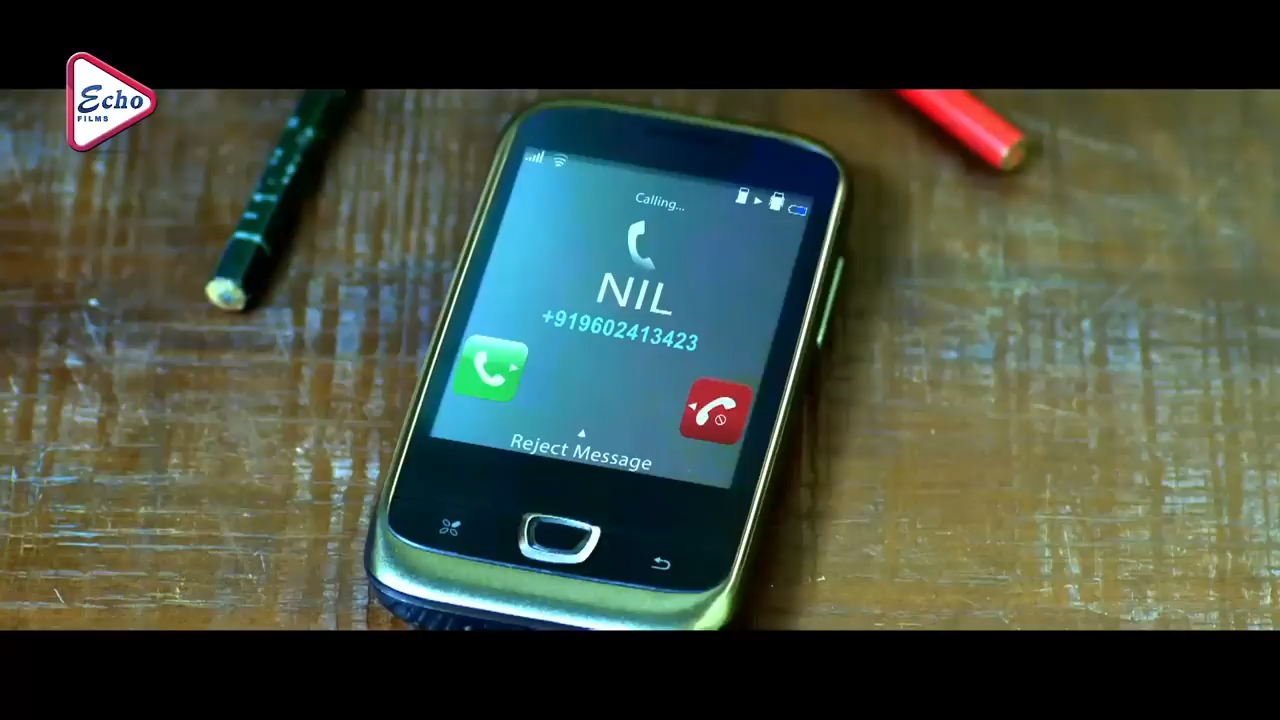 Echo
FILMS
Calling...
NIL
+919602413423
Reject Message